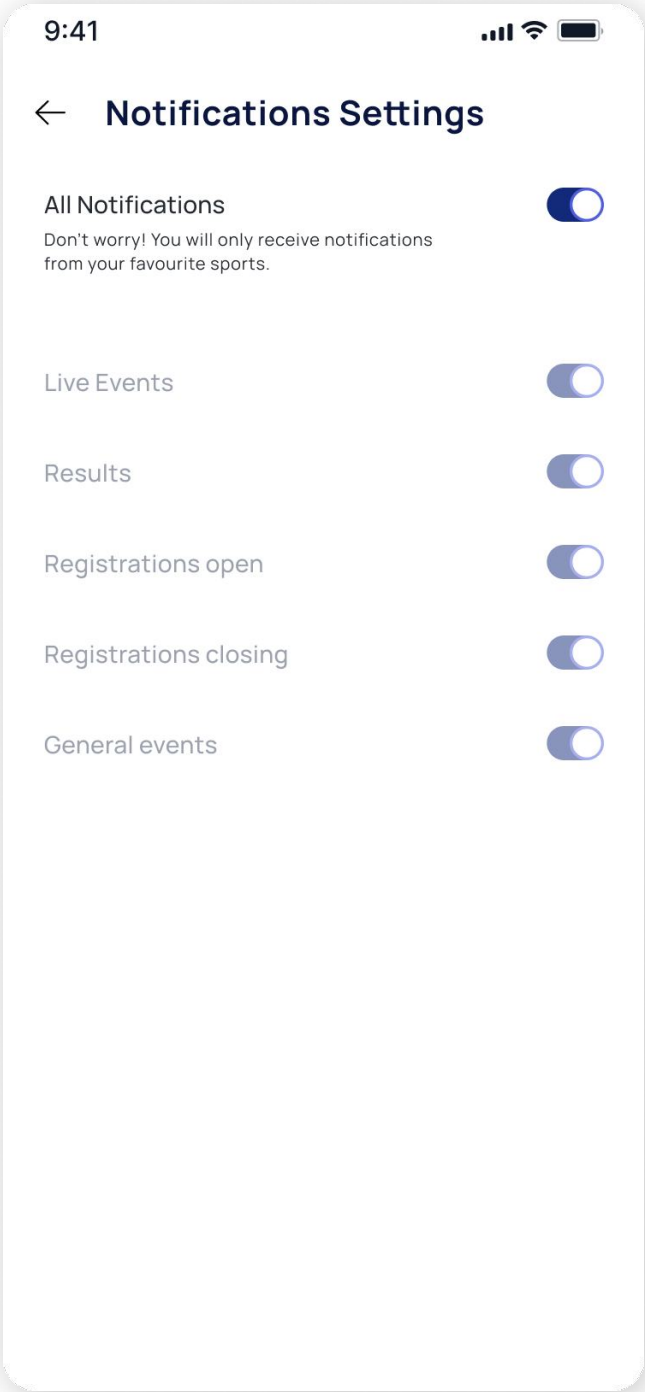 9:41
Notifications Settings
All Notifications
Don't worry! You will only receive notifications
from your favourite sports.
Live Events
Results
Registrations open
Registrations closing
General events